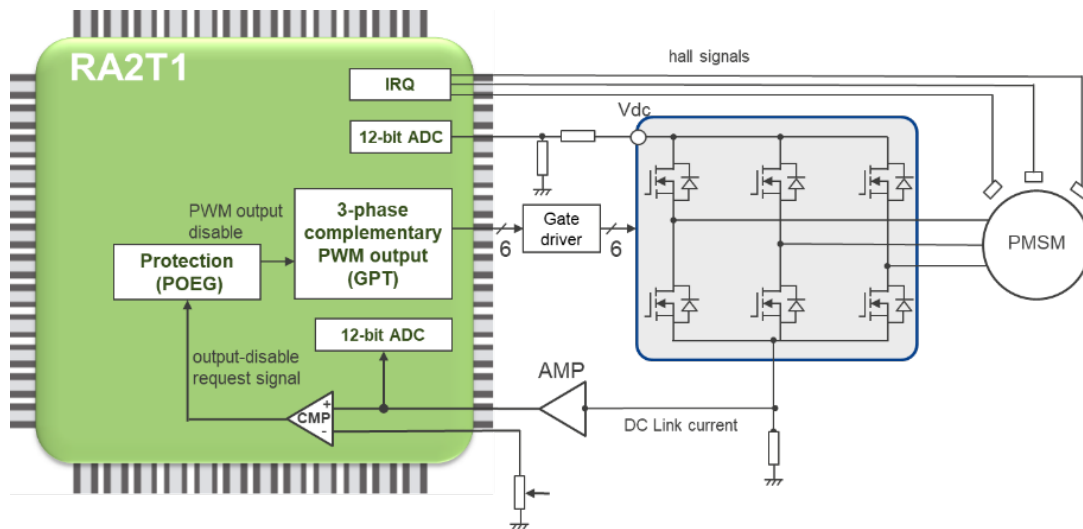 RA2T1
IRQ
hall signals
Vdc
12-bit ADC
PWM output
disable
3-phase
complementary
PWM output
(GPT)
6
Gate
driver
6
PMSM
Protection
(POEG)
12-bit ADC
output-disable
request signal
AMP
CMP
+
-
DC Link current